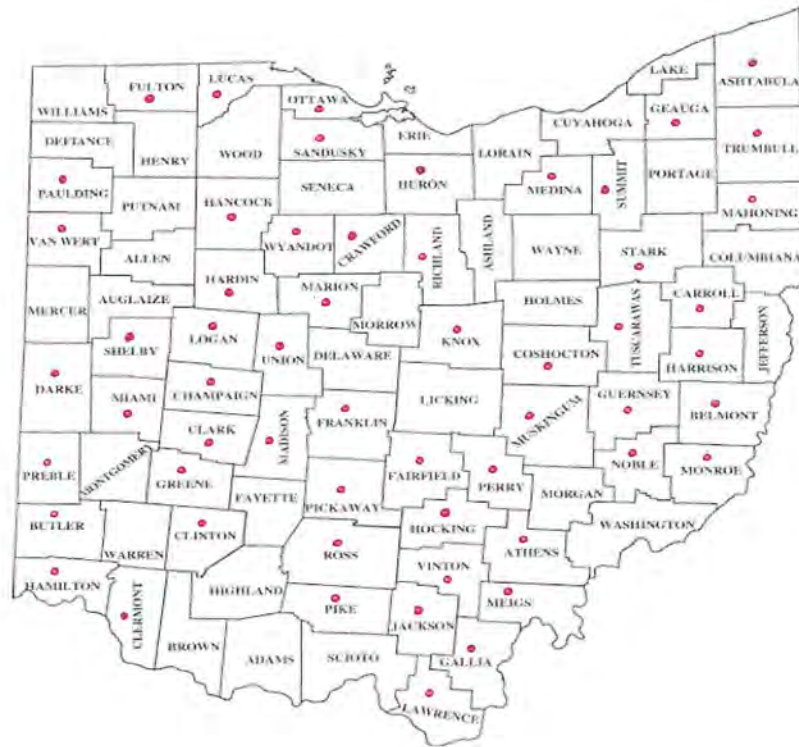 LAKE
ASHTABULA
FULTON
LUCAS
OTTAWA
GEAUGA
WILLIAMS
CUYAHOGA
ERIE
DEFIANCE
SANDUSKY
LORAIN
TRUMBULL
HENRY
WOOD
PORTAGE
SUMMIT
PAULDING
SENECA
HURON
MEDINA
HANCOCK
PUTNAM
MAHONING
VAN WERT
WYANDOT
CRAWFORD
RICHLAND
ASHLAND
WAYNE
STARK
COLUMBIANA
ALLEN
HARDIN
MARION
MERCER
AUGLAIZE
HOLMES
CARROLL
MORROW
TUSCARAWAS
JEFFERSON
LOGAN
SHELBY
UNION
KNOX
DELAWARE
COSHOCTON
HARRISON
DARKE
CHAMPAIGN
LICKING
MIAMI
GUERNSEY
BELMONT
FRANKLIN
MUSKINGUM
CLARK
MADISON
PREBLE
MONTGOMERY
FAIRFIELD
PERRY
NOBLE
MONROE
GREENE
FAYETTE
PICKAWAY
MORGAN
BUTLER
CLINTON
HOCKING
WASHINGTON
WARREN
ROSS
ATHENS
VINTON
HAMILTON
HIGHLAND
CLERMONT
PIKE
MEIGS
JACKSON
BROWN
ADAMS
SCIOTO
GALLIA
LAWRENCE